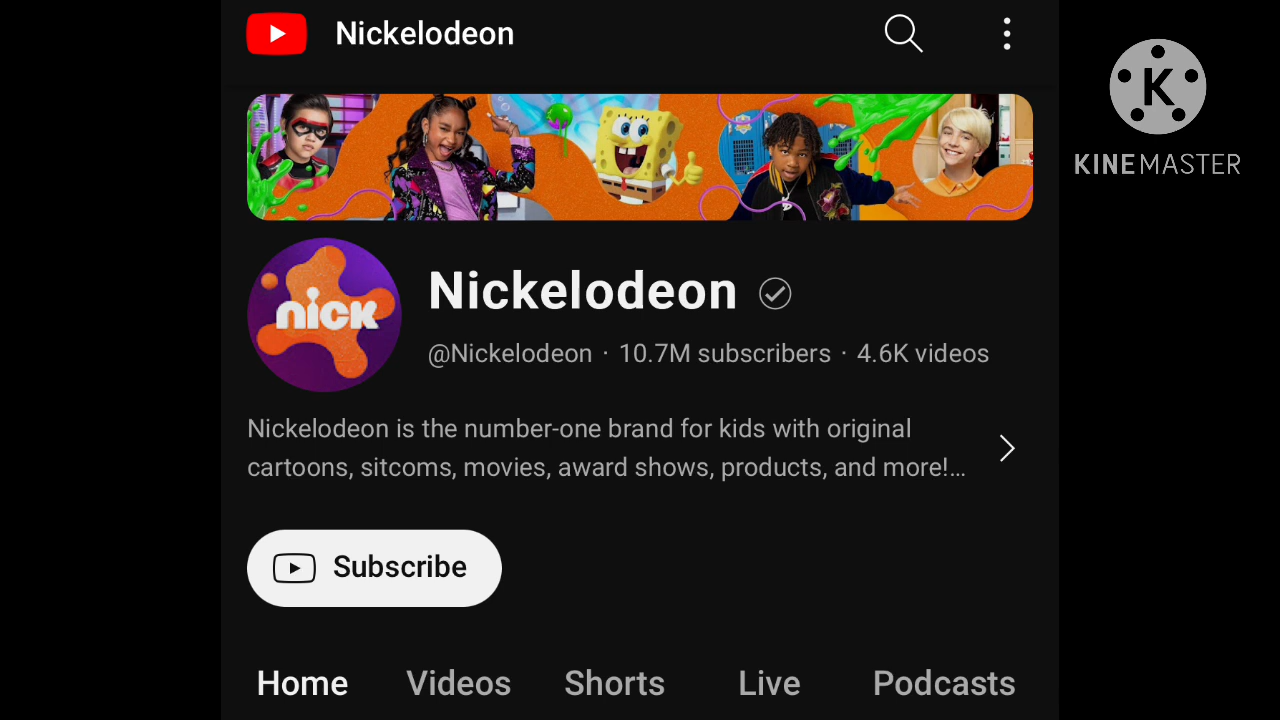 Nickelodeon
K
KINEMASTER
nick
Nickelodeon
@Nickelodeon · 10.7M subscribers · 4.6K videos
Nickelodeon is the number-one brand for kids with original
cartoons, sitcoms, movies, award shows, products, and more!...
Subscribe
Home Videos Shorts Live Podcasts